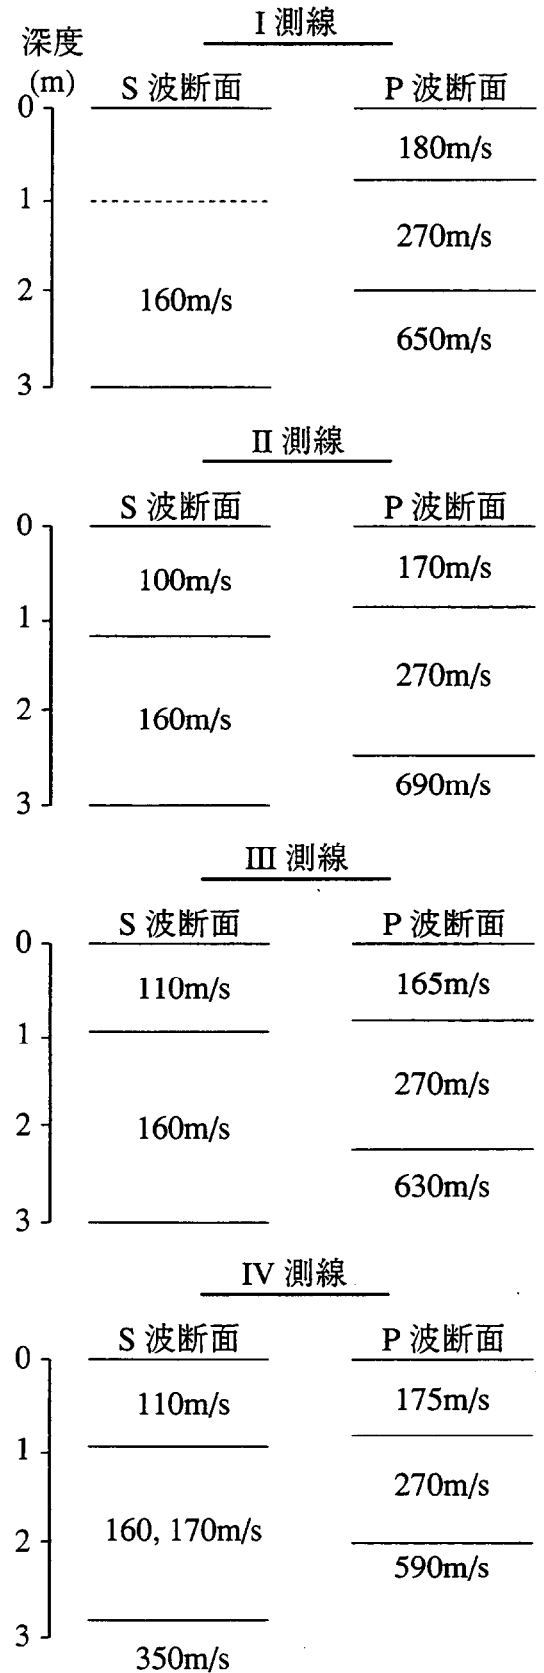 I 測線
深度
(m)
S 波断面 P 波断面
0
180m/s
1
270m/s
2
160m/s
650m/s
3
II 測線
S 波断面 P 波断面
0
100m/s 170m/s
1
270m/s
2
160m/s
690m/s
3
III 測線
S 波断面 P 波断面
0
110m/s 165m/s
1
270m/s
2
160m/s
630m/s
3
IV 測線
S 波断面 P 波断面
0
110m/s 175m/s
1
270m/s
160, 170m/s
2
590m/s
3
350m/s